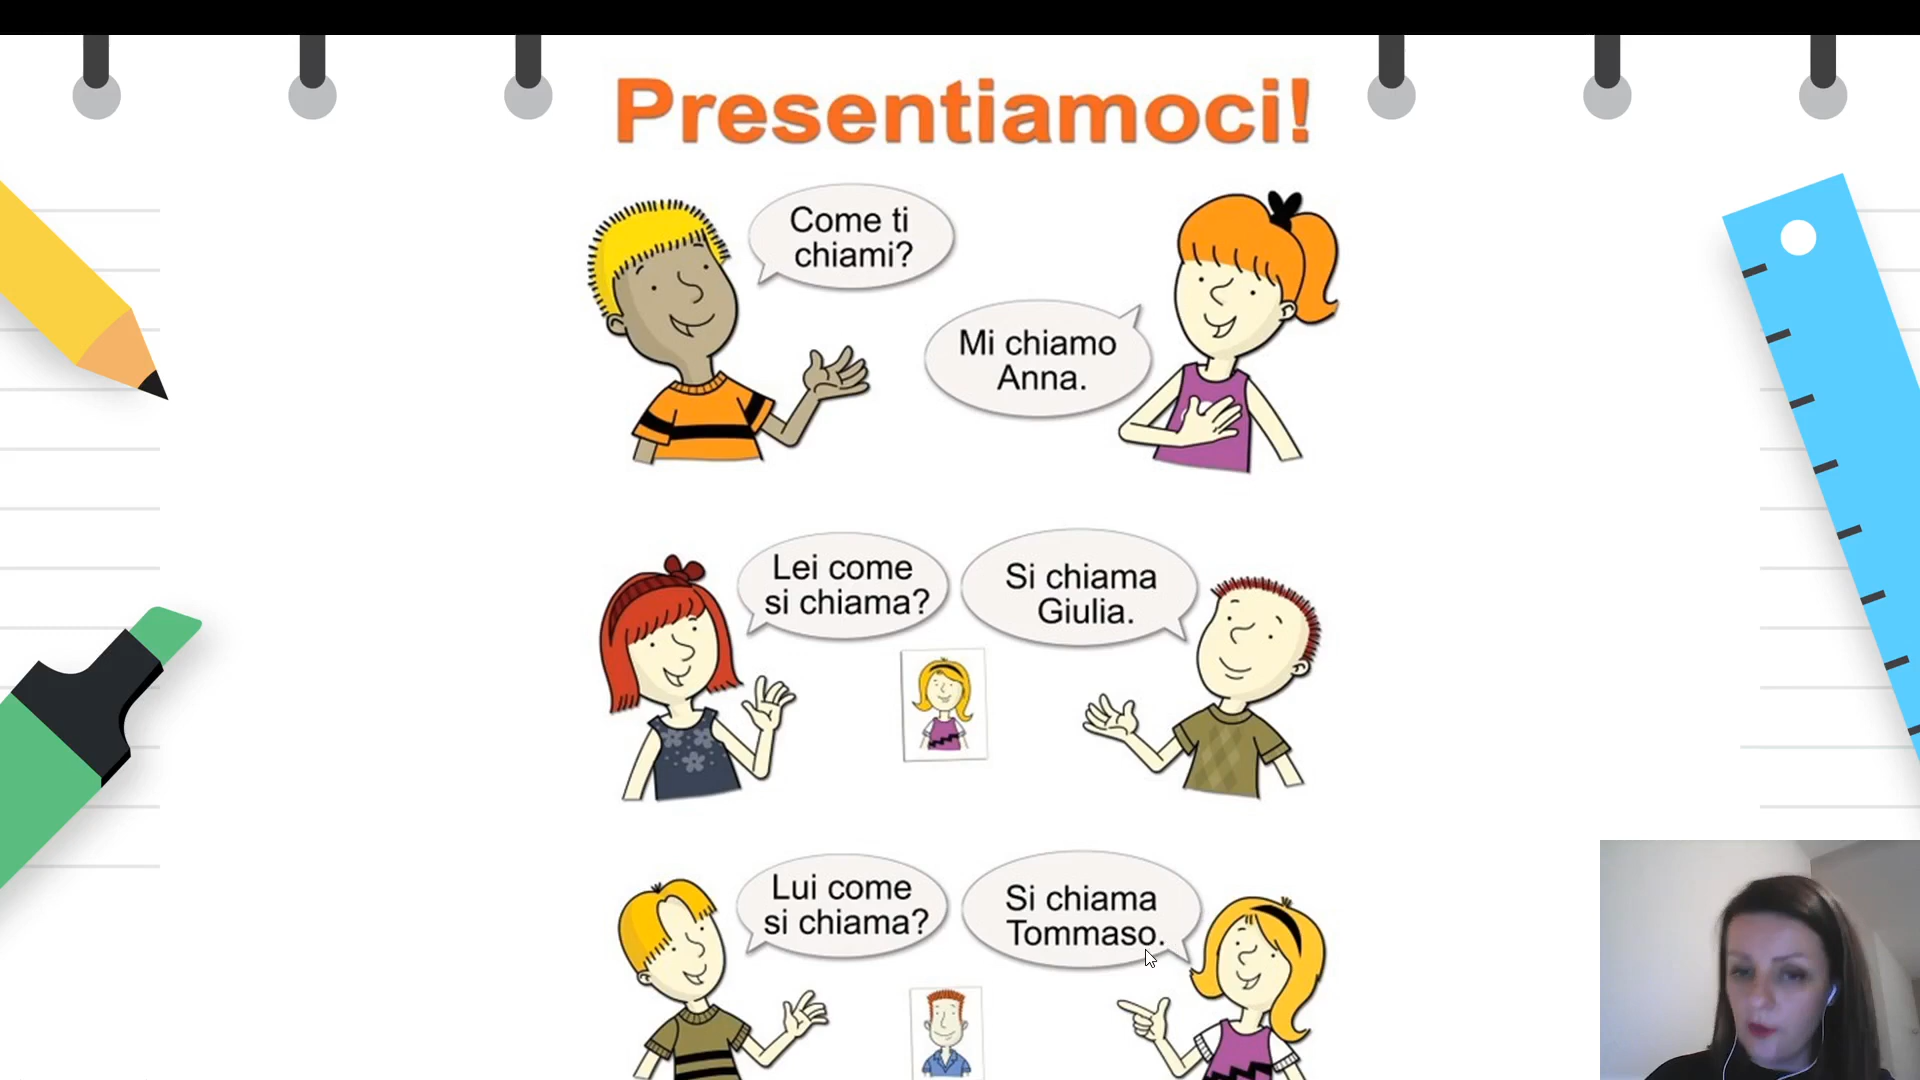 Presentiamoci!
Come ti
chiami?
Mi chiamo
Anna.
Lei come
si chiama?
Si chiama
Giulia.
Lui come
si chiama?
Si chiama
Tommaso.